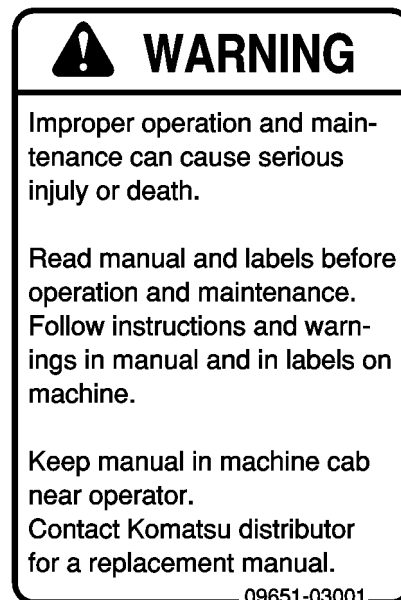 WARNING
Improper operation and main-
tenance can cause serious
injuly or death.
Read manual and labels before
operation and maintenance.
Follow instructions and warn-
ings in manual and in labels on
machine.
Keep manual in machine cab
near operator.
Contact Komatsu distributor
for a replacement manual.
09651-03001